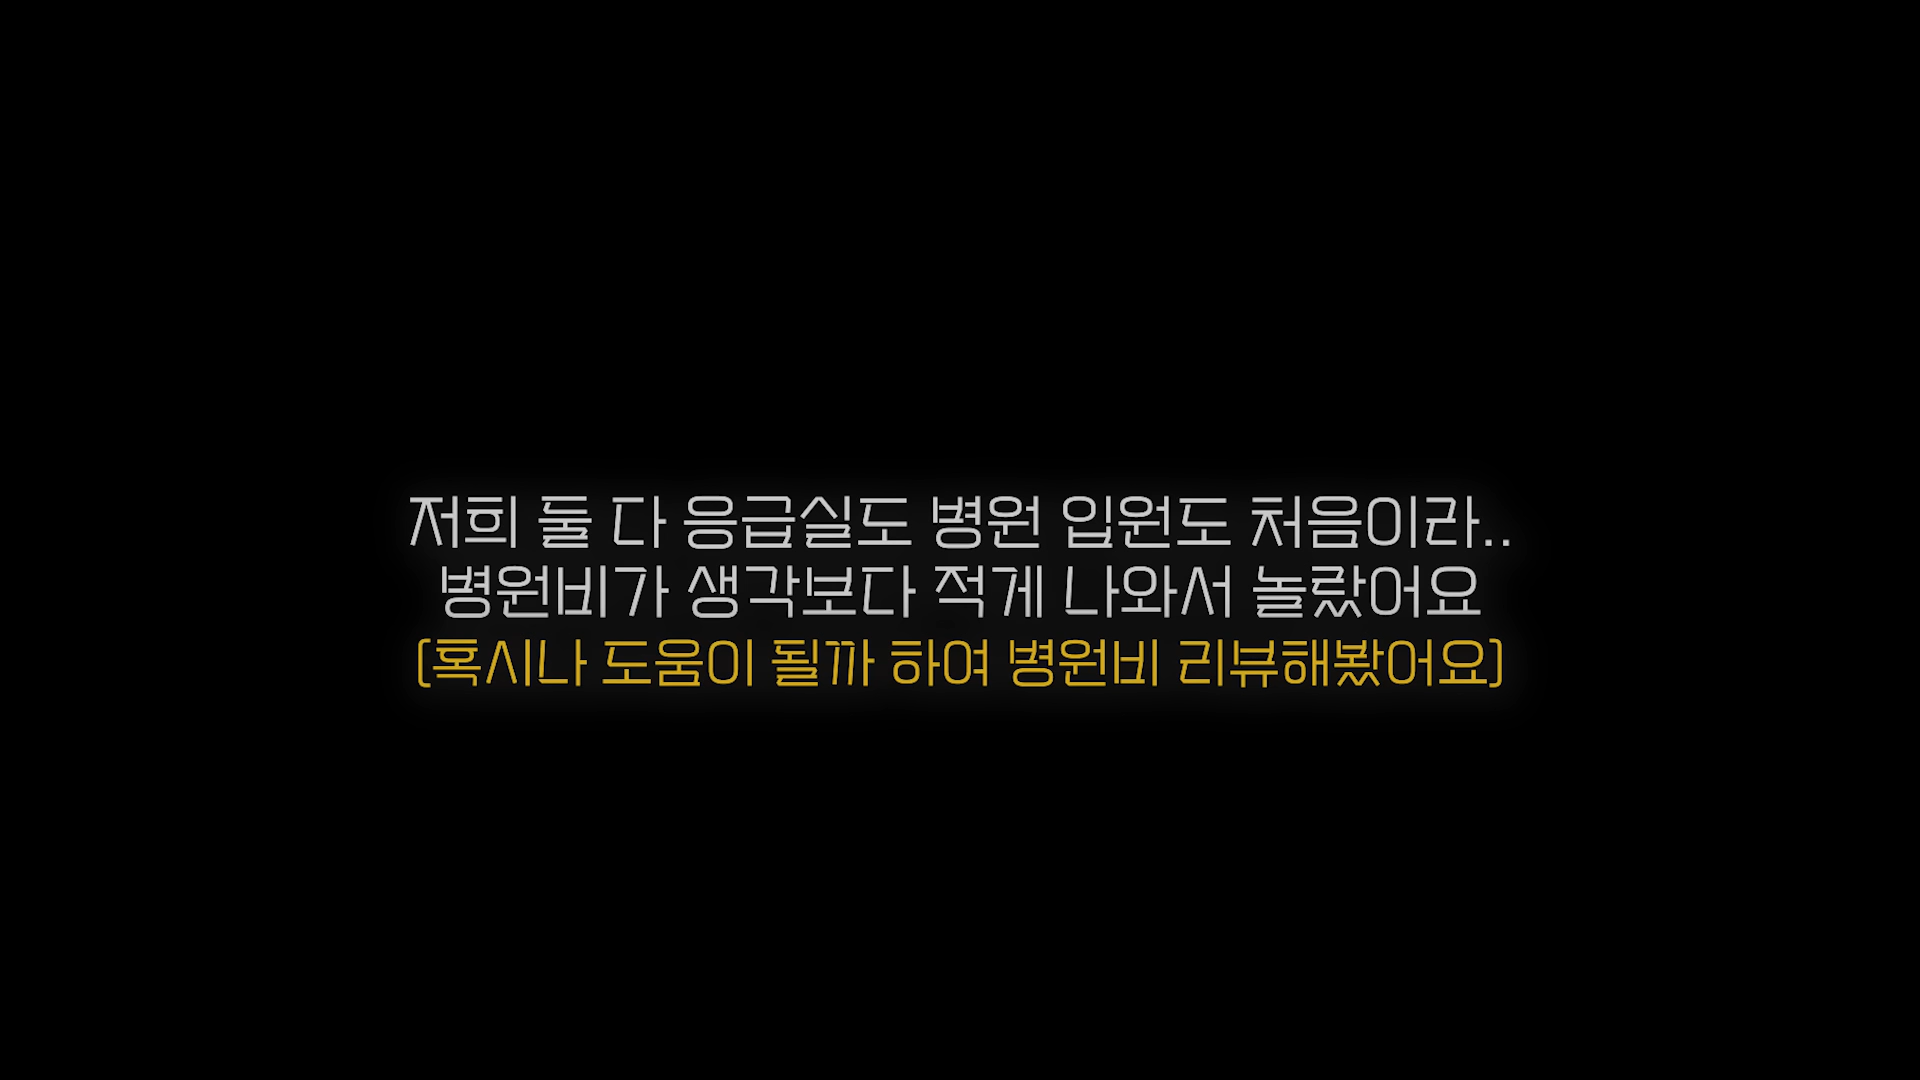 저희 둘 다 응급실도 병원 입원도 처음이라..
병원비가 생각보다 적게 나와서 놀랐어요
(혹시나 도움이 될까 하여 병원비 리뷰해봤어요)